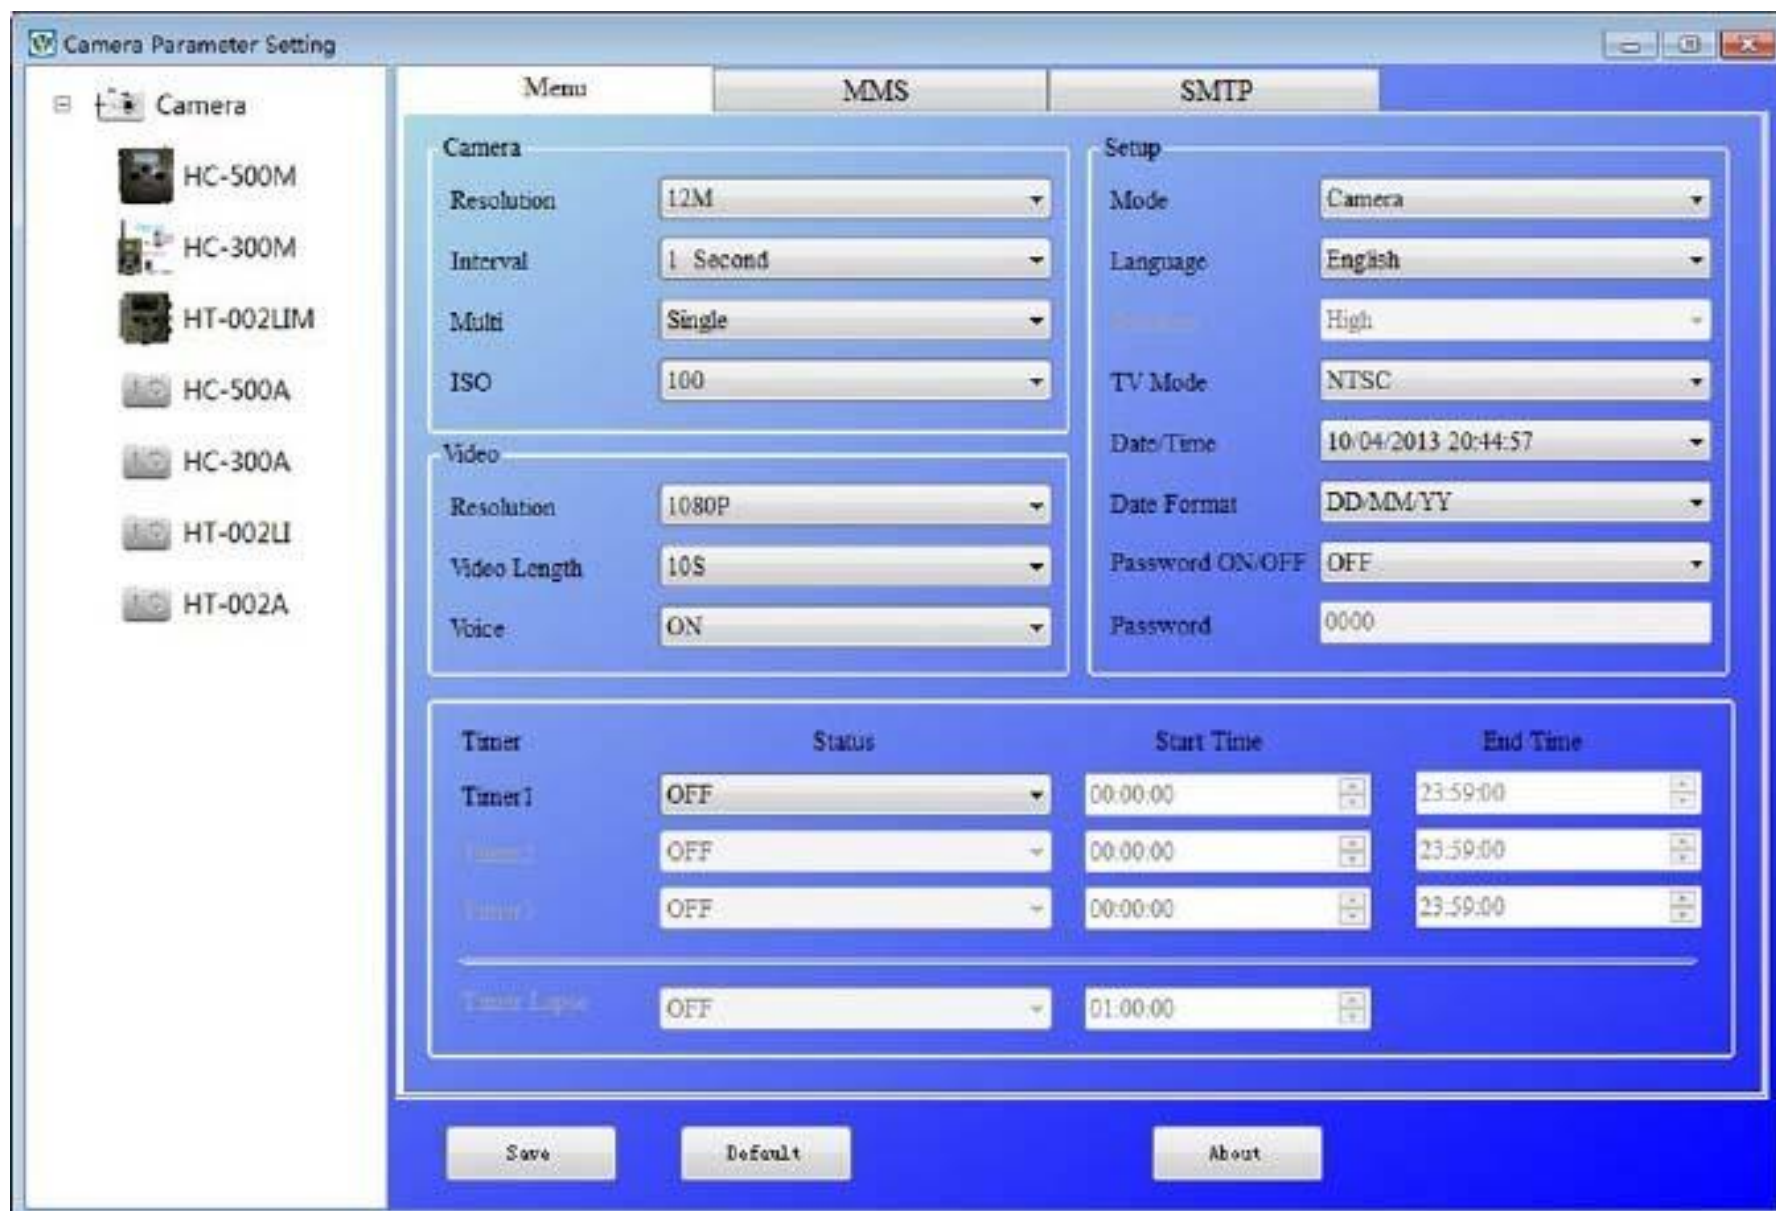 Camera Parameter Setting
Camera
HC-500M
HC-300M
HT-002LIM
HC-500A
HC-300A
HT-002LI
HT-002A
Menu MMS SMTP
Camera
Resolution 12M
Interval 1 Second
Multi Single
ISO 100
Video
Resolution 1080P
Video Length 10S
Voice ON
Setup
Mode Camera
Language English
High
TV Mode NTSC
Date/Time 10/04/2013 20:44:57
Date Format DD/MM/YY
Password ON/OFF OFF
Password 0000
Timer Status Start Time End Time
Timer1 OFF 00:00:00 23:59:00
Timer2 OFF 00:00:00 23:59:00
Timer3 OFF 00:00:00 23:59:00
Timer Lapse OFF 01:00:00
Save Default About